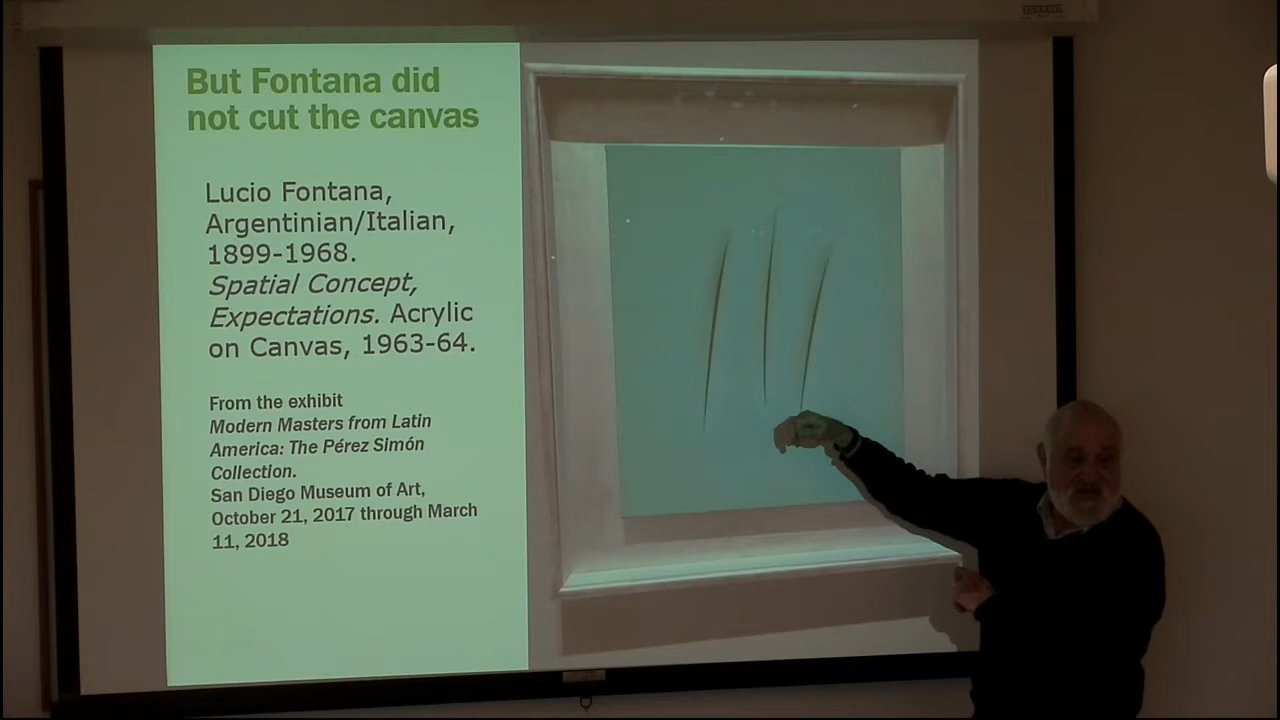 But Fontana did
not cut the canvas
Lucio Fontana,
Argentinian/Italian,
1899-1968.
Spatial Concept,
Expectations. Acrylic
on Canvas, 1963-64.
From the exhibit
Modern Masters from Latin
America: The Pérez Simón
Collection.
San Diego Museum of Art,
October 21, 2017 through March
11, 2018